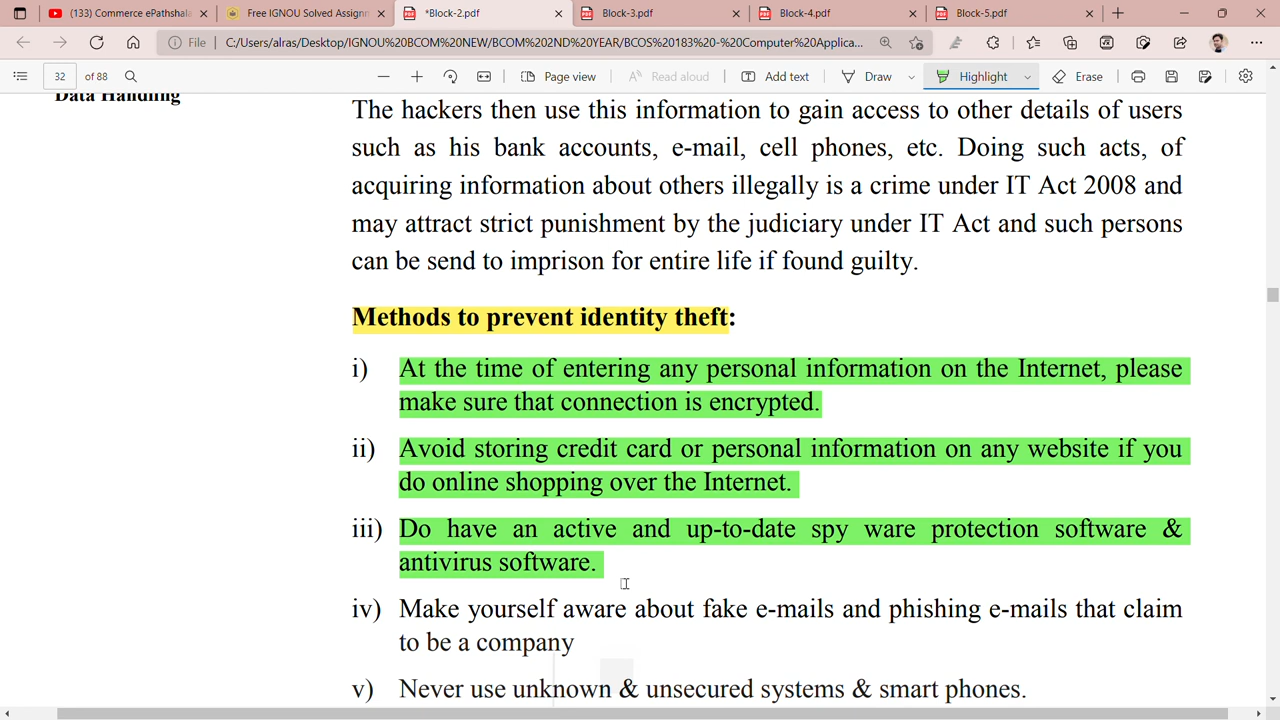 (133) Commerce ePathshala
Free IGNOU Solved Assignm
*Block-2.pdf
Block-3.pdf
Block-4.pdf
Block-5.pdf
File
C:/Users/alras/Desktop/IGNOU%20BCOM%20NEW/BCOM%202ND%20YEAR/BCOS%20183%20-%20Computer%20Applica...
32 of 88
Page view
Read aloud
Add text
Draw
Highlight
Erase
Data Handling
The hackers then use this information to gain access to other details of users
such as his bank accounts, e-mail, cell phones, etc. Doing such acts, of
acquiring information about others illegally is a crime under IT Act 2008 and
may attract strict punishment by the judiciary under IT Act and such persons
can be send to imprison for entire life if found guilty.
Methods to prevent identity theft:
i) At the time of entering any personal information on the Internet, please
make sure that connection is encrypted.
ii) Avoid storing credit card or personal information on any website if you
do online shopping over the Internet.
iii) Do have an active and up-to-date spy ware protection software &
antivirus software.
iv) Make yourself aware about fake e-mails and phishing e-mails that claim
to be a company
v) Never use unknown & unsecured systems & smart phones.